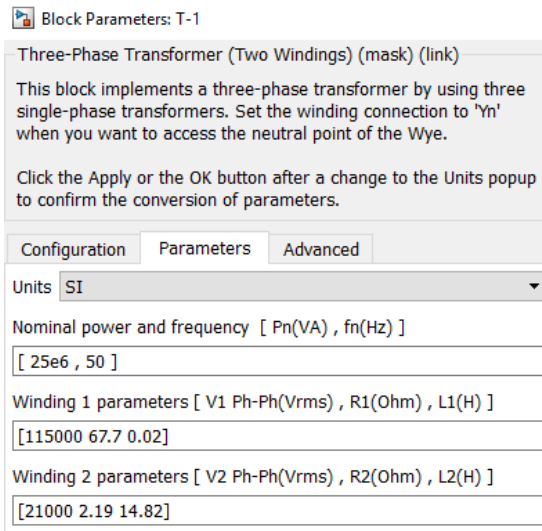 Block Parameters: T-1
Three-Phase Transformer (Two Windings) (mask) (link)
This block implements a three-phase transformer by using three
single-phase transformers. Set the winding connection to 'Yn'
when you want to access the neutral point of the Wye.
Click the Apply or the OK button after a change to the Units popup
to confirm the conversion of parameters.
Configuration Parameters Advanced
Units SI
Nominal power and frequency [ Pn(VA) , fn(Hz) ]
[ 25e6 , 50 ]
Winding 1 parameters [ V1 Ph-Ph(Vrms) , R1(Ohm) , L1(H) ]
[115000 67.7 0.02]
Winding 2 parameters [ V2 Ph-Ph(Vrms) , R2(Ohm) , L2(H) ]
[21000 2.19 14.82]